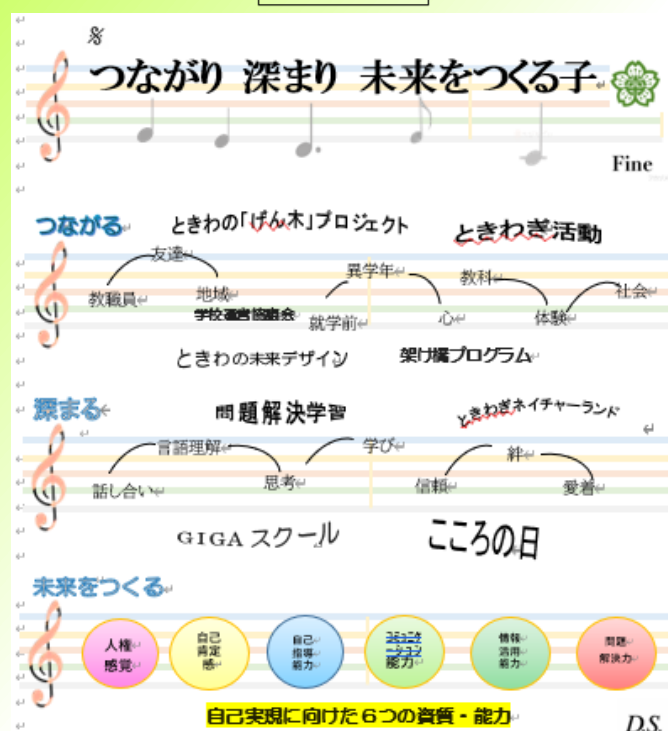 つながり 深まり 未来をつくる子
Fine
つながる
ときわの「げん木」プロジェクト
ときわぎ活動
友達
異学年
教科
教職員
地域
社会
学校運営協議会
就学前
心
体験
ときわの未来デザイン
架け橋プログラム
深まる
問題解決学習
ときわぎネイチャーランド
言語理解
学び
絆
話し合い
思考
信頼
愛着
GIGAスクール
こころの日
未来をつくる
人権
感覚
自己
肯定
感
自己
指導
能力
コミュニケ
ーション
能力
情報
活用
能力
問題
解決力
自己実現に向けた6つの資質・能力
D.S.